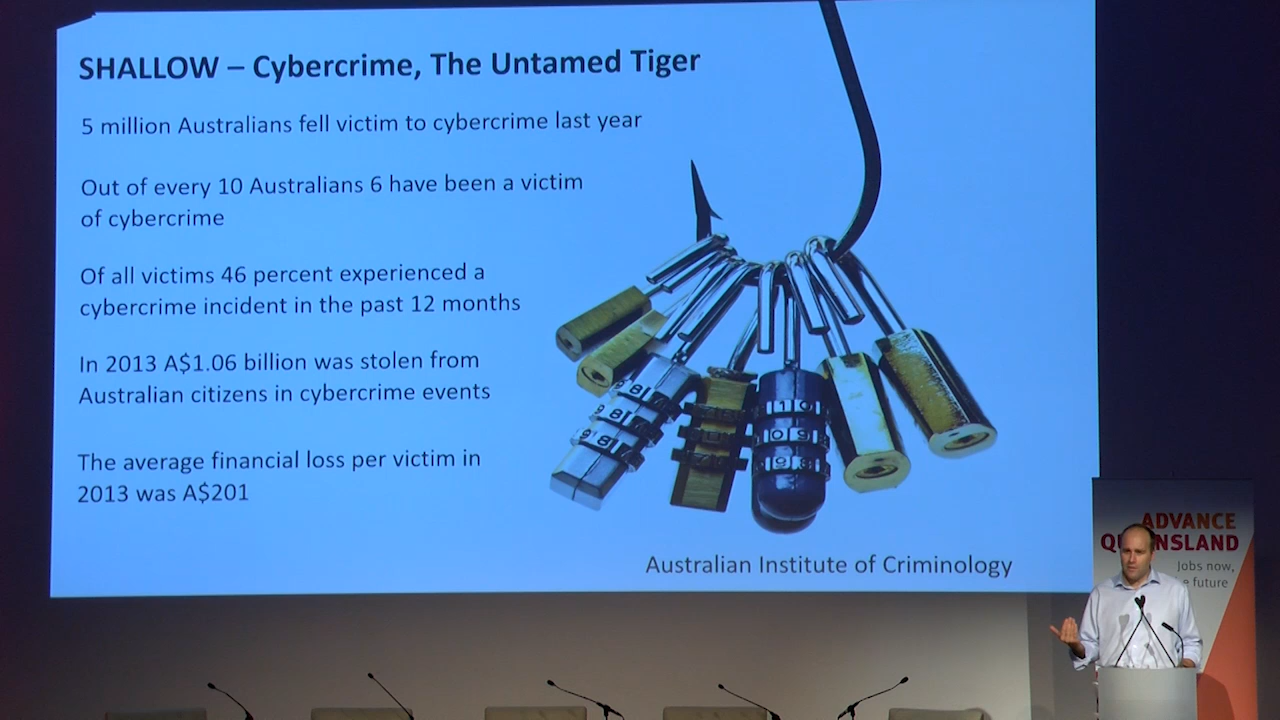 SHALLOW – Cybercrime, The Untamed Tiger
5 million Australians fell victim to cybercrime last year
Out of every 10 Australians 6 have been a victim
of cybercrime
Of all victims 46 percent experienced a
cybercrime incident in the past 12 months
In 2013 A$1.06 billion was stolen from
Australian citizens in cybercrime events
The average financial loss per victim in
2013 was A$201
Australian Institute of Criminology
ADVANCE
Jobs now,
future